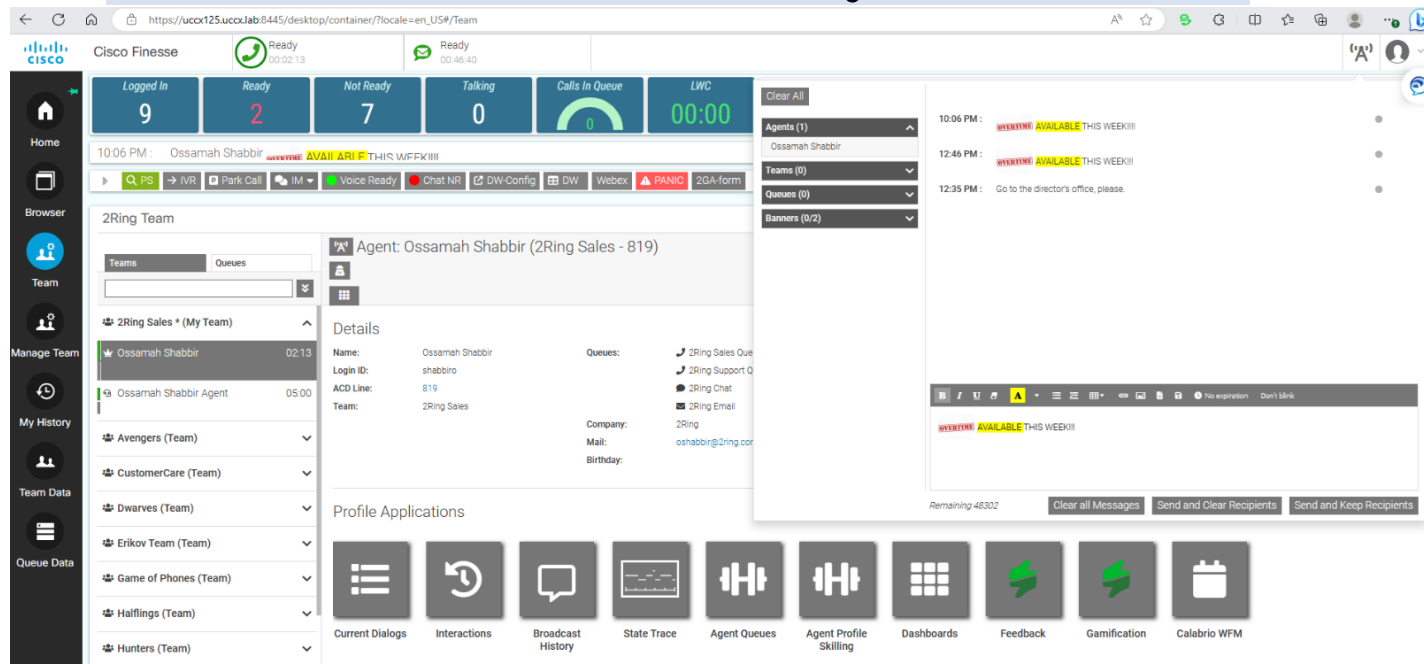 https://uccx125.uccx.lab:8445/desktop/container/?locale=en_US#/Team
CISCO
Cisco Finesse
Ready
00:02:13
Ready
00:46:40
Logged In
9
Ready
2
Not Ready
7
Talking
0
Calls In Queue
0
LWC
00:00
10:06 PM : Ossamah Shabbir OVERTIME AVAILABLE THIS WEEK!!!!
PS
IVR
Park Call
IM
Voice Ready
Chat NR
DW-Config
DW
Webex
PANIC
2GA-form
Home
Browser
Team
Manage Team
My History
Team Data
Queue Data
2Ring Team
Teams
Queues
2Ring Sales * (My Team)
Ossamah Shabbir 02:13
Ossamah Shabbir Agent 05:00
Avengers (Team)
CustomerCare (Team)
Dwarves (Team)
Erikov Team (Team)
Game of Phones (Team)
Halflings (Team)
Hunters (Team)
Agent: Ossamah Shabbir (2Ring Sales - 819)
Details
Name: Ossamah Shabbir
Login ID: shabbiro
ACD Line: 819
Team: 2Ring Sales
Queues: 2Ring Sales Que
2Ring Support Q
2Ring Chat
2Ring Email
Company: 2Ring
Mail: oshabbir@2ring.cor
Birthday:
Profile Applications
Current Dialogs
Interactions
Broadcast
History
State Trace
Agent Queues
Agent Profile
Skilling
Dashboards
Feedback
Gamification
Calabrio WFM
Clear All
Agents (1)
Ossamah Shabbir
Teams (0)
Queues (0)
Banners (0/2)
10:06 PM : OVERTIME AVAILABLE THIS WEEK!!!!
12:46 PM : OVERTIME AVAILABLE THIS WEEK!!!
12:35 PM : Go to the director's office, please.
B I U A No expiration Don't blink
OVERTIME AVAILABLE THIS WEEK!!!
Remaining:48302
Clear all Messages
Send and Clear Recipients
Send and Keep Recipients